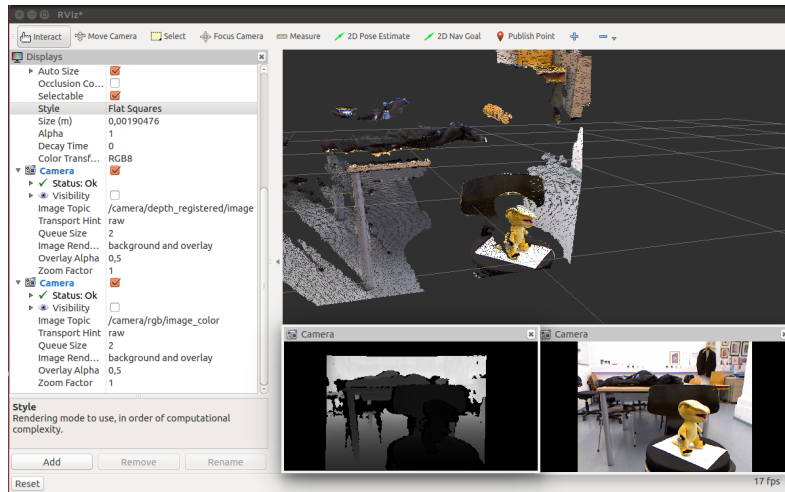 RViz*
Interact Move Camera Select Focus Camera Measure 2D Pose Estimate 2D Nav Goal Publish Point
Displays
Auto Size
Occlusion Co...
Selectable
Style Flat Squares
Size (m) 0,00190476
Alpha 1
Decay Time 0
Color Transf... RGB8
Camera
Status: Ok
Visibility
Image Topic /camera/depth_registered/image
Transport Hint raw
Queue Size 2
Image Rend... background and overlay
Overlay Alpha 0,5
Zoom Factor 1
Camera
Status: Ok
Visibility
Image Topic /camera/rgb/image_color
Transport Hint raw
Queue Size 2
Image Rend... background and overlay
Overlay Alpha 0,5
Zoom Factor 1
Style
Rendering mode to use, in order of computational
complexity.
Add Remove Rename
Reset
Camera
Camera
17 fps